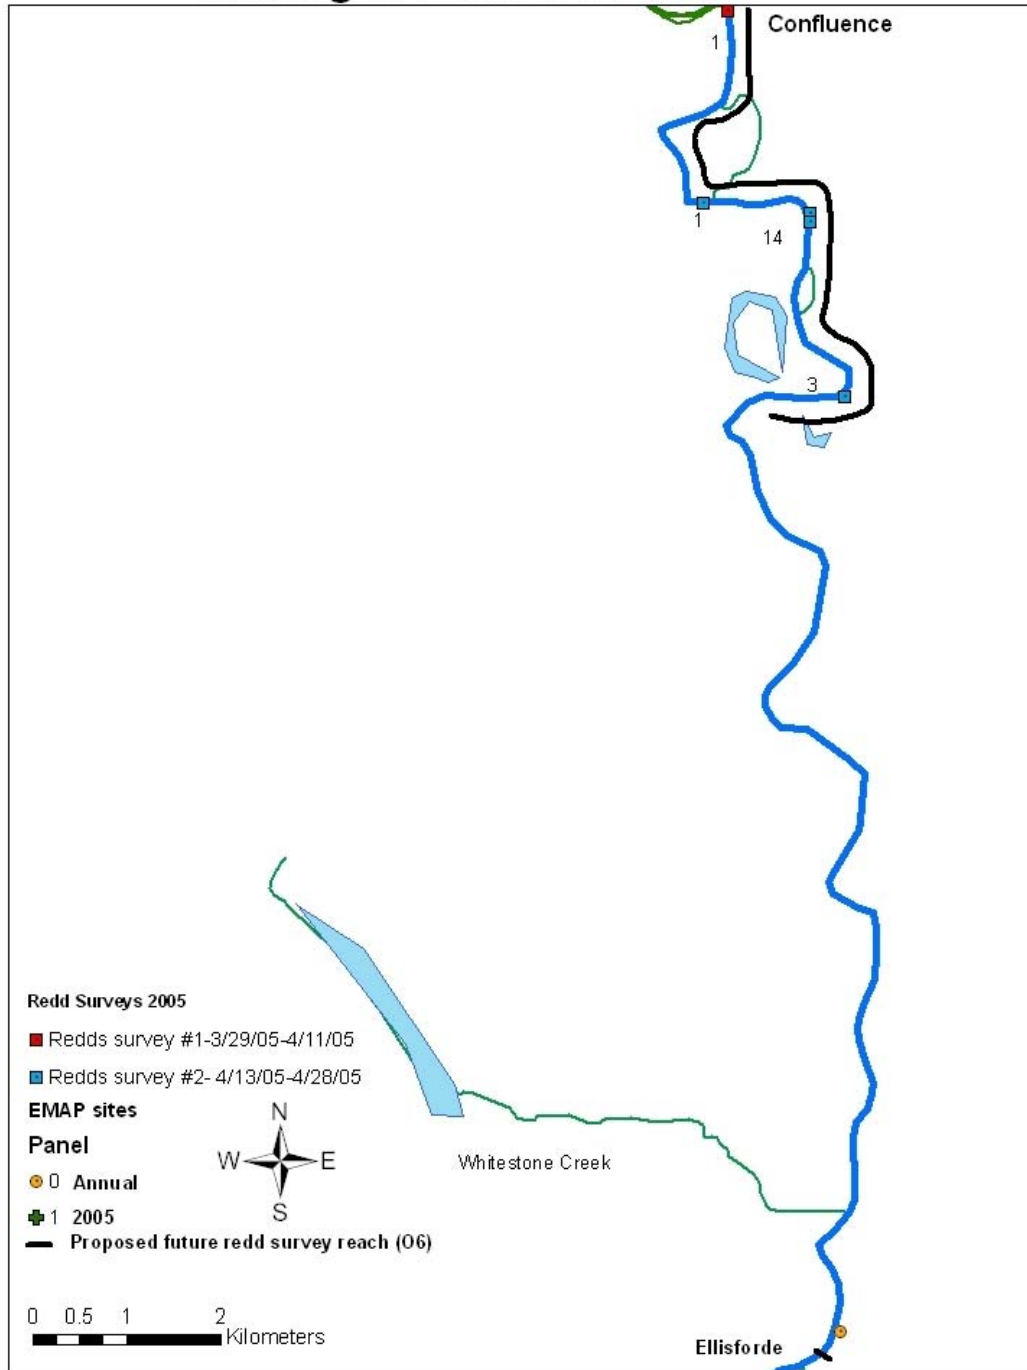 Confluence
1
1
14
3
Redd Surveys 2005
Redds survey #1-3/29/05-4/11/05
Redds survey #2- 4/13/05-4/28/05
EMAP sites
Panel
N
W E
S
Whitestone Creek
0 Annual
1 2005
Proposed future redd survey reach (06)
0 0.5 1 2
Kilometers
Ellisforde